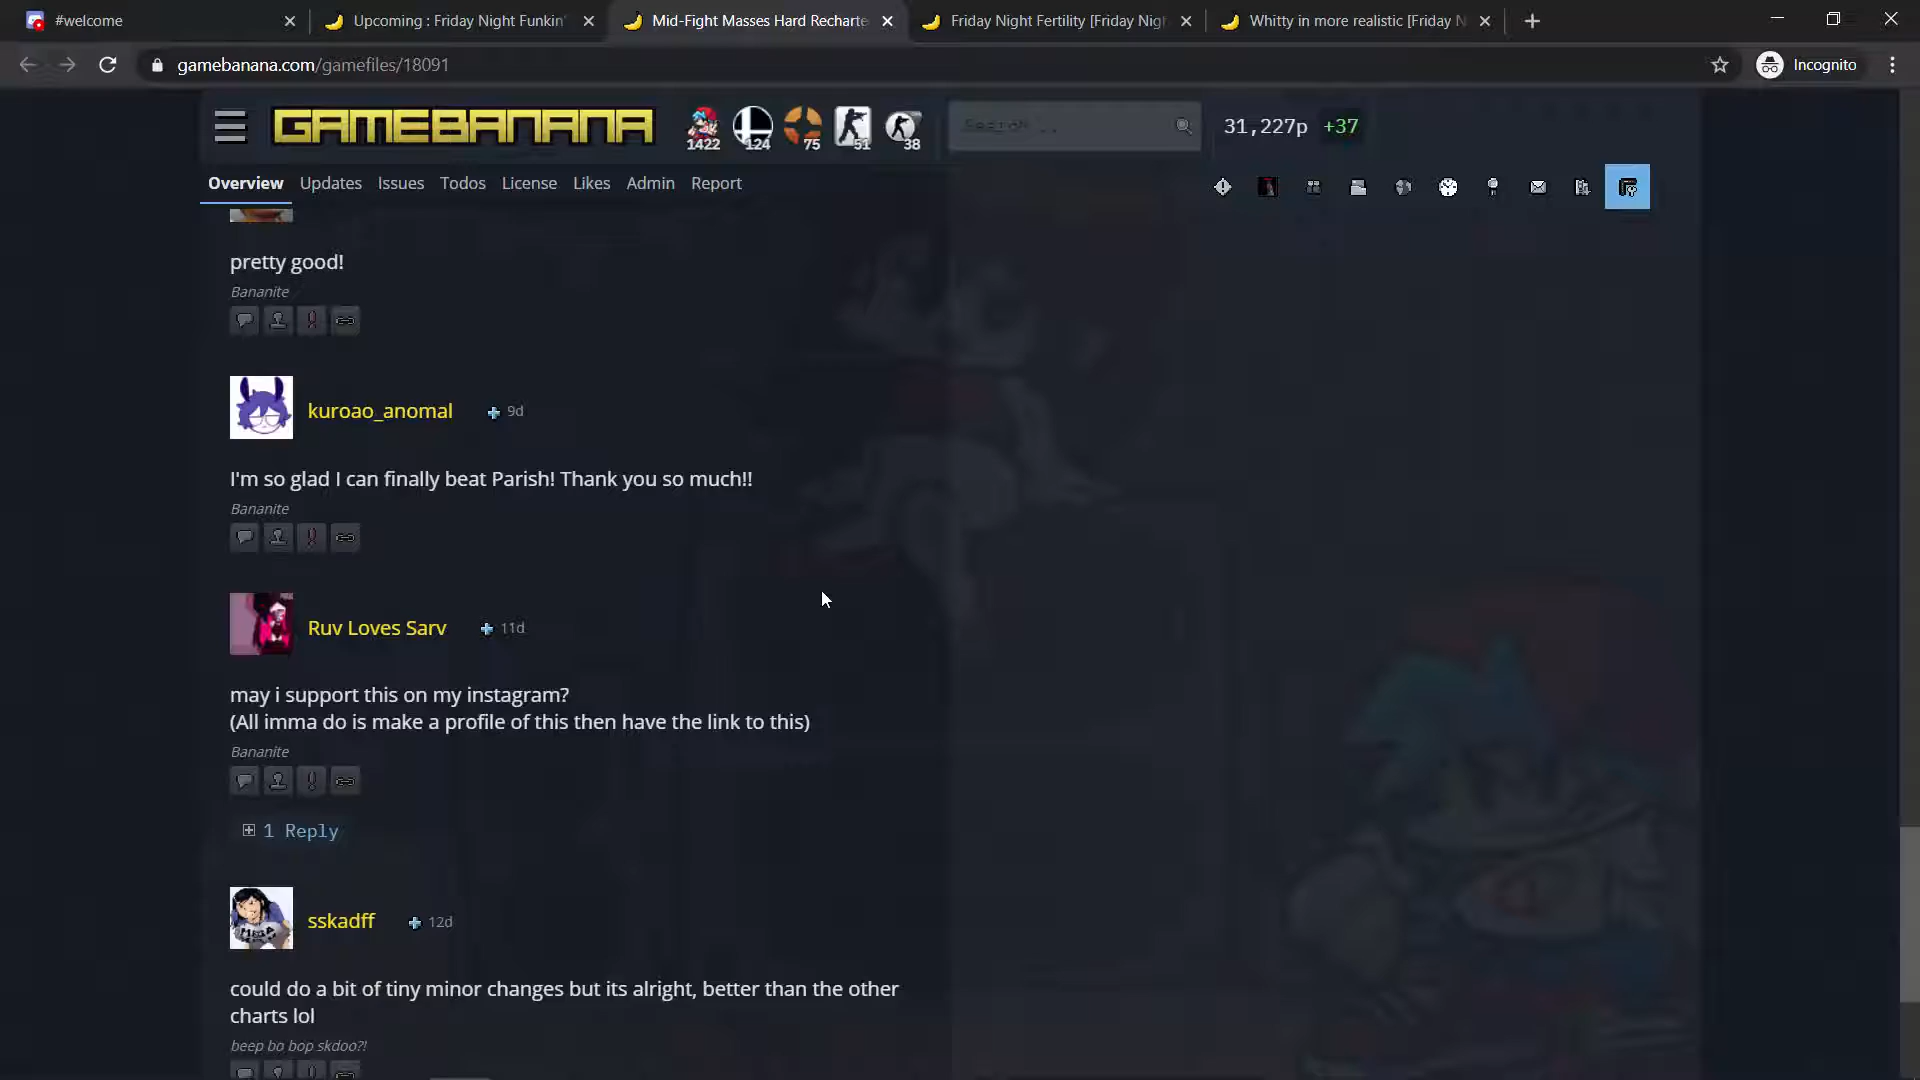 #welcome
Upcoming : Friday Night Funkin'
Mid-Fight Masses Hard Recharte
Friday Night Fertility [Friday Nig
Whitty in more realistic [Friday N
gamebanana.com/gamefiles/18091
Incognito
GAMEBANANA
1422
124
75
51
38
Search ...
31,227p +37
Overview
Updates
Issues
Todos
License
Likes
Admin
Report
pretty good!
Bananite
kuroao_anomal
9d
I'm so glad I can finally beat Parish! Thank you so much!!
Bananite
Ruv Loves Sarv
11d
may i support this on my instagram?
(All imma do is make a profile of this then have the link to this)
Bananite
1 Reply
sskadff
12d
could do a bit of tiny minor changes but its alright, better than the other
charts lol
beep bo bop skdoo?!